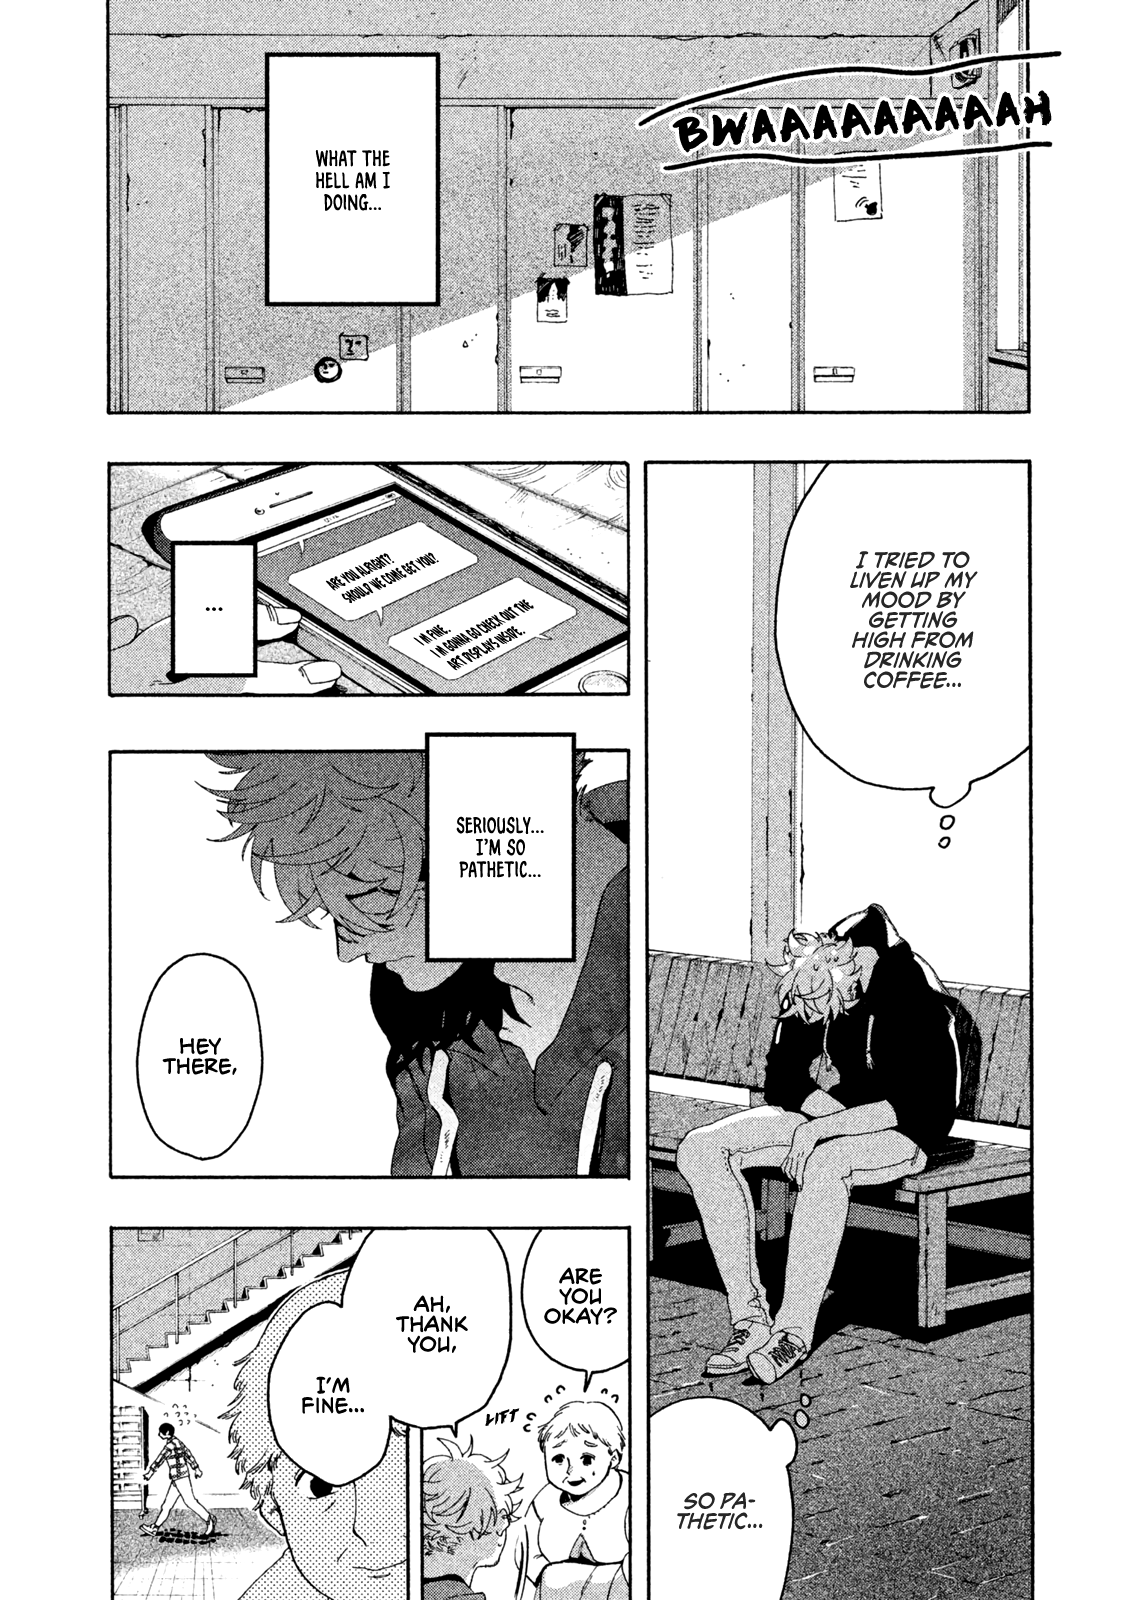 BWAAAAAAAAAAH
WHAT THE
HELL AM I
DOING...
I TRIED TO
LIVEN UP MY
MOOD BY
GETTING
HIGH FROM
DRINKING
COFFEE...
SO PA-
THETIC...
ARE YOU ALRIGHT?
SHOULD WE COME GET YOU?
I'M FINE.
I'M GONNA GO CHECK OUT THE
ART DISPLAYS INSIDE.
...
SERIOUSLY...
I'M SO
PATHETIC...
HEY
THERE,
ARE
YOU
OKAY?
LIFT
AH,
THANK
YOU,
I'M
FINE...